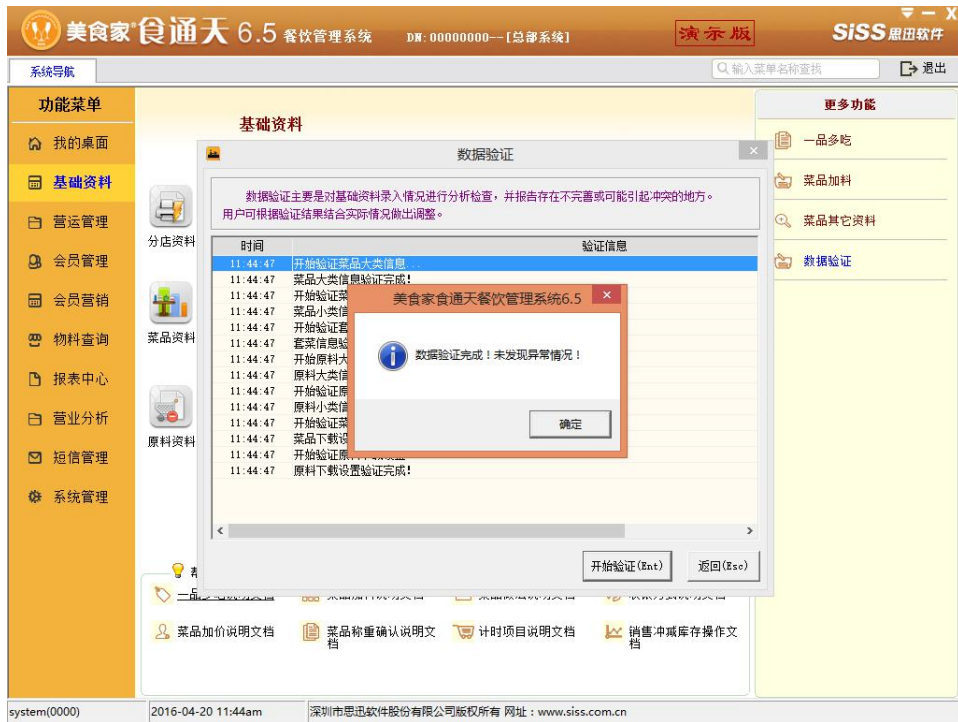 美食家®食通天 6.5 餐饮管理系统 DN:00000000--[总部系统]
演示版
SiSS 思迅软件
系统导航
输入菜单名称查找
退出
功能菜单
我的桌面
基础资料
营运管理
会员管理
会员营销
物料查询
报表中心
营业分析
短信管理
系统管理
基础资料
分店资料
菜品资料
原料资料
数据验证
数据验证主要是对基础资料录入情况进行分析检查，并报告存在不完善或可能引起冲突的地方。
用户可根据验证结果结合实际情况做出调整。
时间 验证信息
11:44:47 开始验证菜品大类信息...
11:44:47 菜品大类信息验证完成!
11:44:47 开始验证菜
11:44:47 菜品小类信
11:44:47 开始验证套
11:44:47 套菜信息验
11:44:47 开始原料大
11:44:47 原料大类信
11:44:47 开始验证原
11:44:47 原料小类信
11:44:47 开始验证菜
11:44:47 菜品下载设
11:44:47 开始验证原
11:44:47 原料下载设置验证完成!
美食家食通天餐饮管理系统6.5
数据验证完成！未发现异常情况！
确定
开始验证(Ent)
返回(Esc)
更多功能
一品多吃
菜品加料
菜品其它资料
数据验证
菜品加价说明文档
菜品称重确认说明文
档
计时项目说明文档
销售冲减库存操作文
档
system(0000)
2016-04-20 11:44am
深圳市思迅软件股份有限公司版权所有 网址：www.siss.com.cn